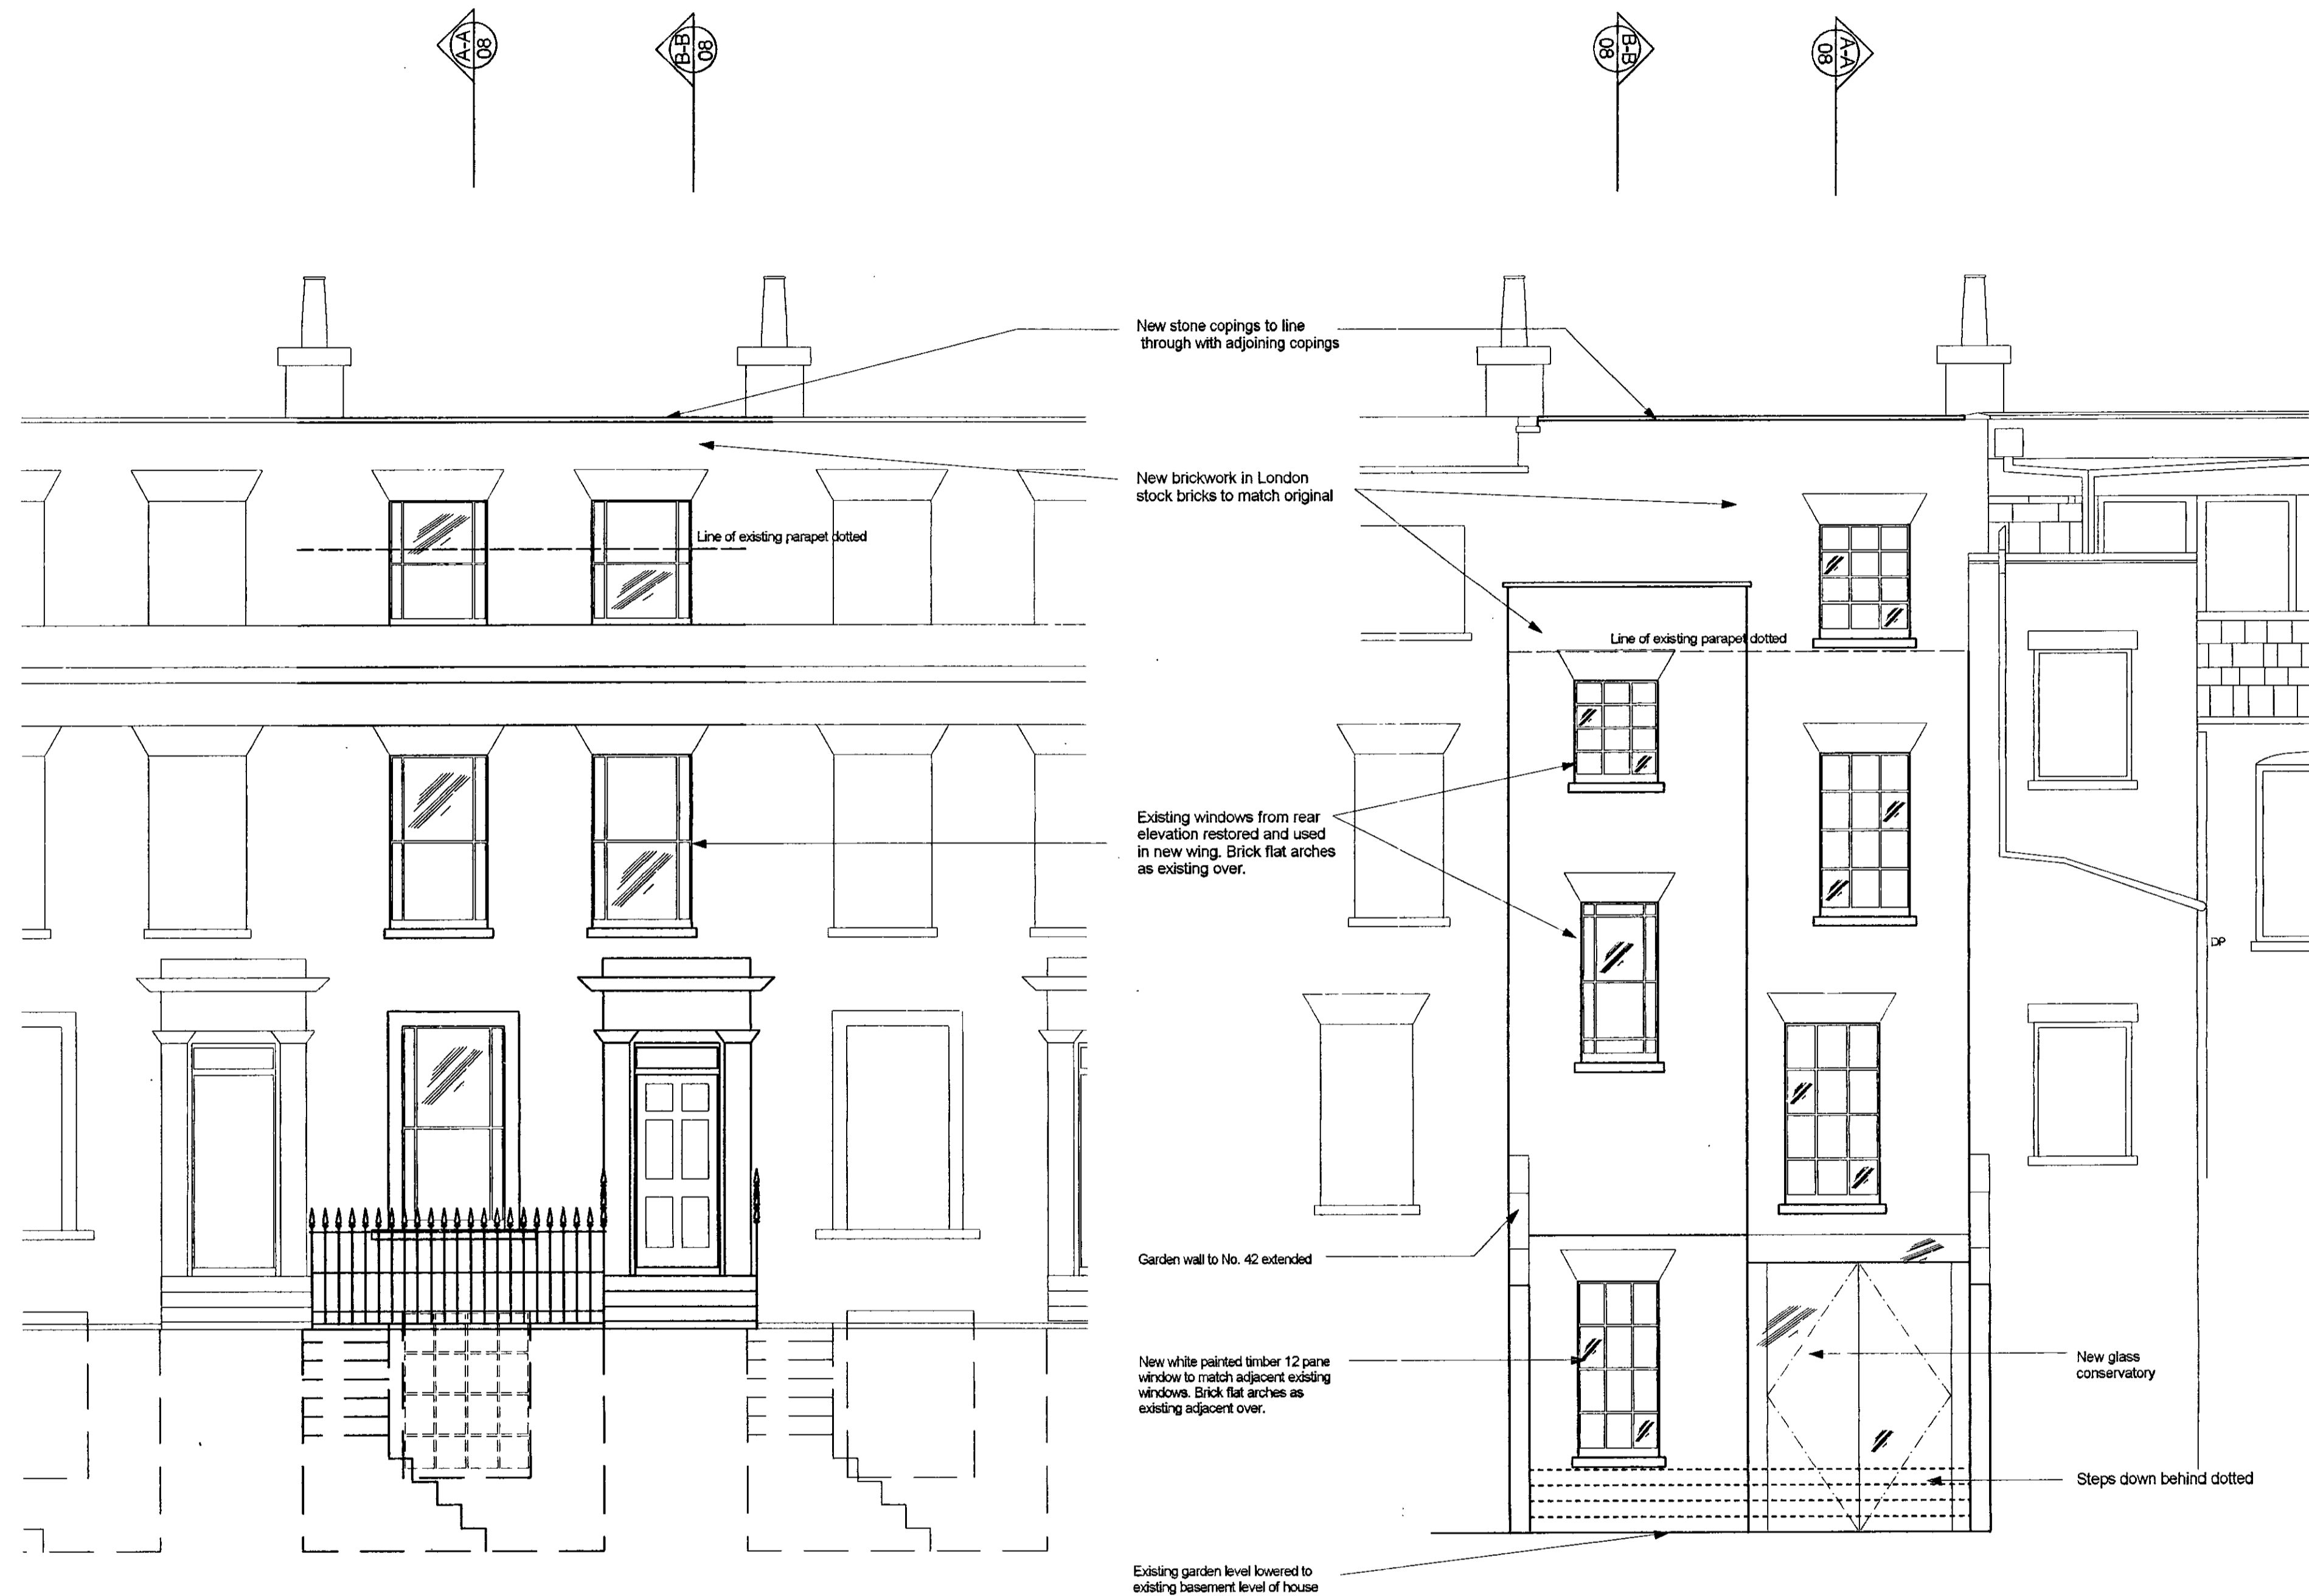 A-A
08
B-B
08
B-B
08
A-A
08
New stone copings to line
through with adjoining copings
New brickwork in London
stock bricks to match original
Line of existing parapet dotted
Line of existing parapet dotted
Existing windows from rear
elevation restored and used
in new wing. Brick flat arches
as existing over.
DP
Garden wall to No. 42 extended
New white painted timber 12 pane
window to match adjacent existing
windows. Brick flat arches as
existing adjacent over.
New glass
conservatory
Steps down behind dotted
Existing garden level lowered to
existing basement level of house